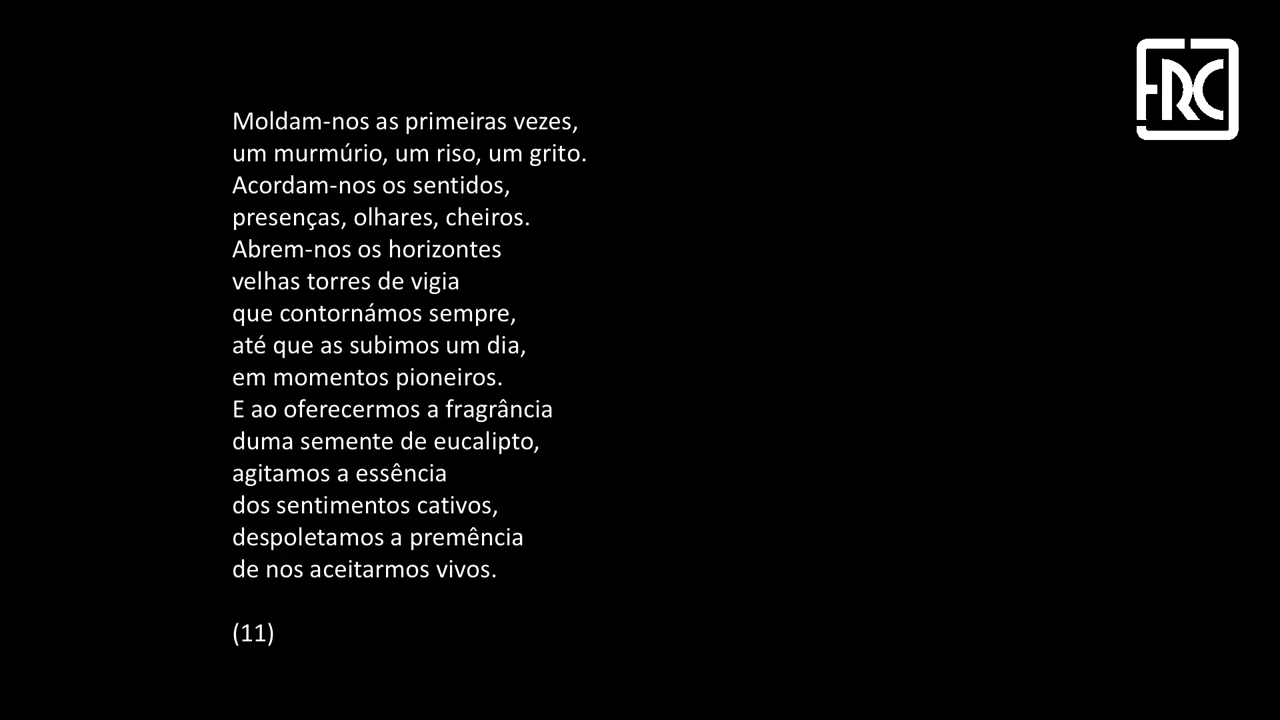 FRC
Moldam-nos as primeiras vezes,
um murmúrio, um riso, um grito.
Acordam-nos os sentidos,
presenças, olhares, cheiros.
Abrem-nos os horizontes
velhas torres de vigia
que contornámos sempre,
até que as subimos um dia,
em momentos pioneiros.
E ao oferecermos a fragrância
duma semente de eucalipto,
agitamos a essência
dos sentimentos cativos,
despoletamos a premência
de nos aceitarmos vivos.
(11)